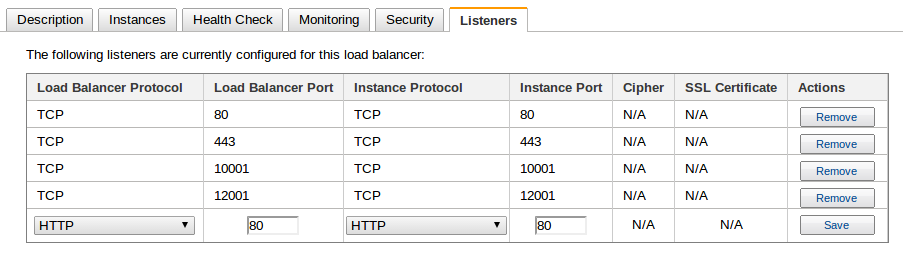 Description Instances Health Check Monitoring Security Listeners
The following listeners are currently configured for this load balancer:
Load Balancer Protocol Load Balancer Port Instance Protocol Instance Port Cipher SSL Certificate Actions
TCP 80 TCP 80 N/A N/A Remove
TCP 443 TCP 443 N/A N/A Remove
TCP 10001 TCP 10001 N/A N/A Remove
TCP 12001 TCP 12001 N/A N/A Remove
HTTP 80 HTTP 80 N/A N/A Save